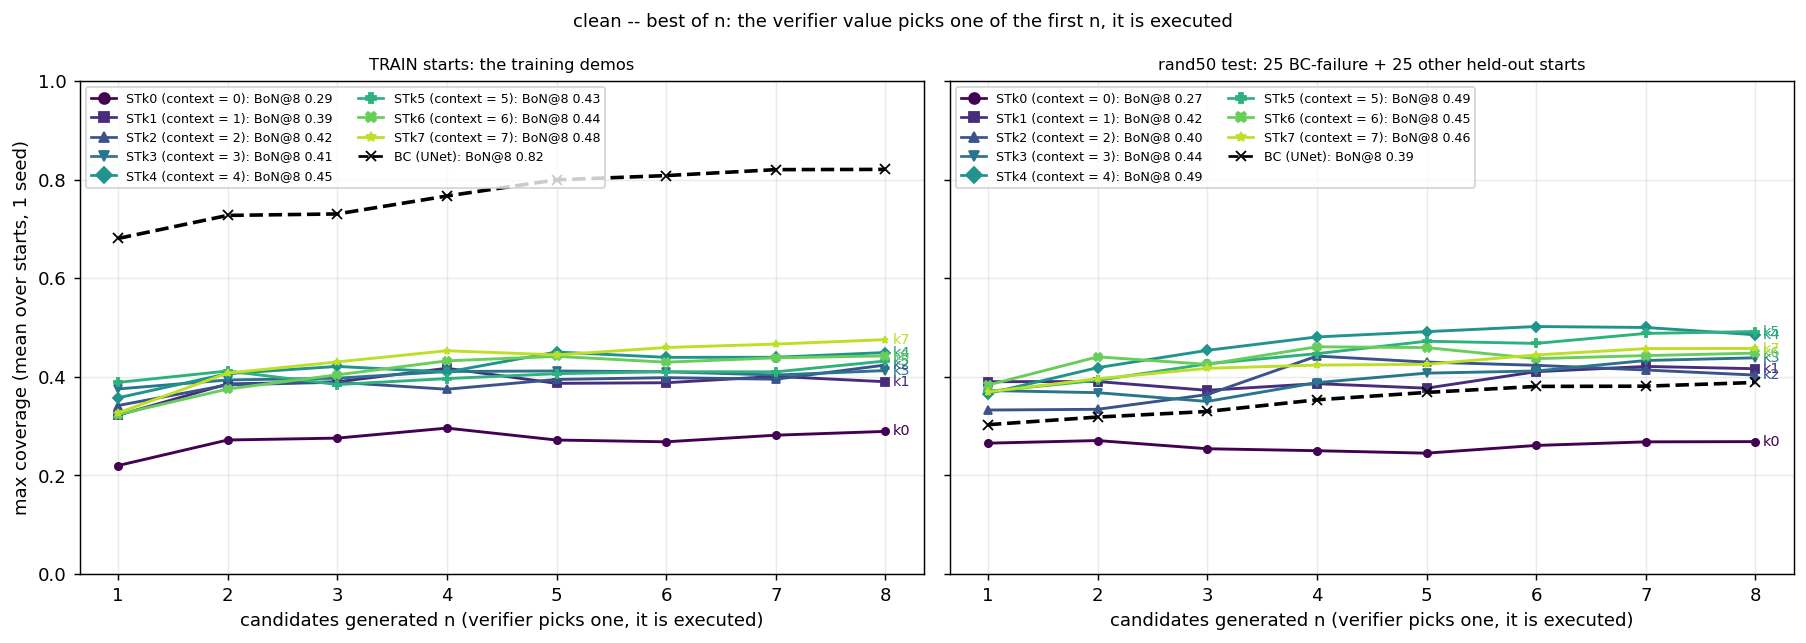 clean -- best of n: the verifier value picks one of the first n, it is executed
TRAIN starts: the training demos
max coverage (mean over starts, 1 seed)
1.0
0.8
0.6
0.4
0.2
0.0
STk0 (context = 0): BoN@8 0.29
STk1 (context = 1): BoN@8 0.39
STk2 (context = 2): BoN@8 0.42
STk3 (context = 3): BoN@8 0.41
STk4 (context = 4): BoN@8 0.45
STk5 (context = 5): BoN@8 0.43
STk6 (context = 6): BoN@8 0.44
STk7 (context = 7): BoN@8 0.48
BC (UNet): BoN@8 0.82
k7
k4
k1
k0
1 2 3 4 5 6 7 8
candidates generated n (verifier picks one, it is executed)
rand50 test: 25 BC-failure + 25 other held-out starts
STk0 (context = 0): BoN@8 0.27
STk1 (context = 1): BoN@8 0.42
STk2 (context = 2): BoN@8 0.40
STk3 (context = 3): BoN@8 0.44
STk4 (context = 4): BoN@8 0.49
STk5 (context = 5): BoN@8 0.49
STk6 (context = 6): BoN@8 0.45
STk7 (context = 7): BoN@8 0.46
BC (UNet): BoN@8 0.39
k5
k4
k1
k2
k0
1 2 3 4 5 6 7 8
candidates generated n (verifier picks one, it is executed)